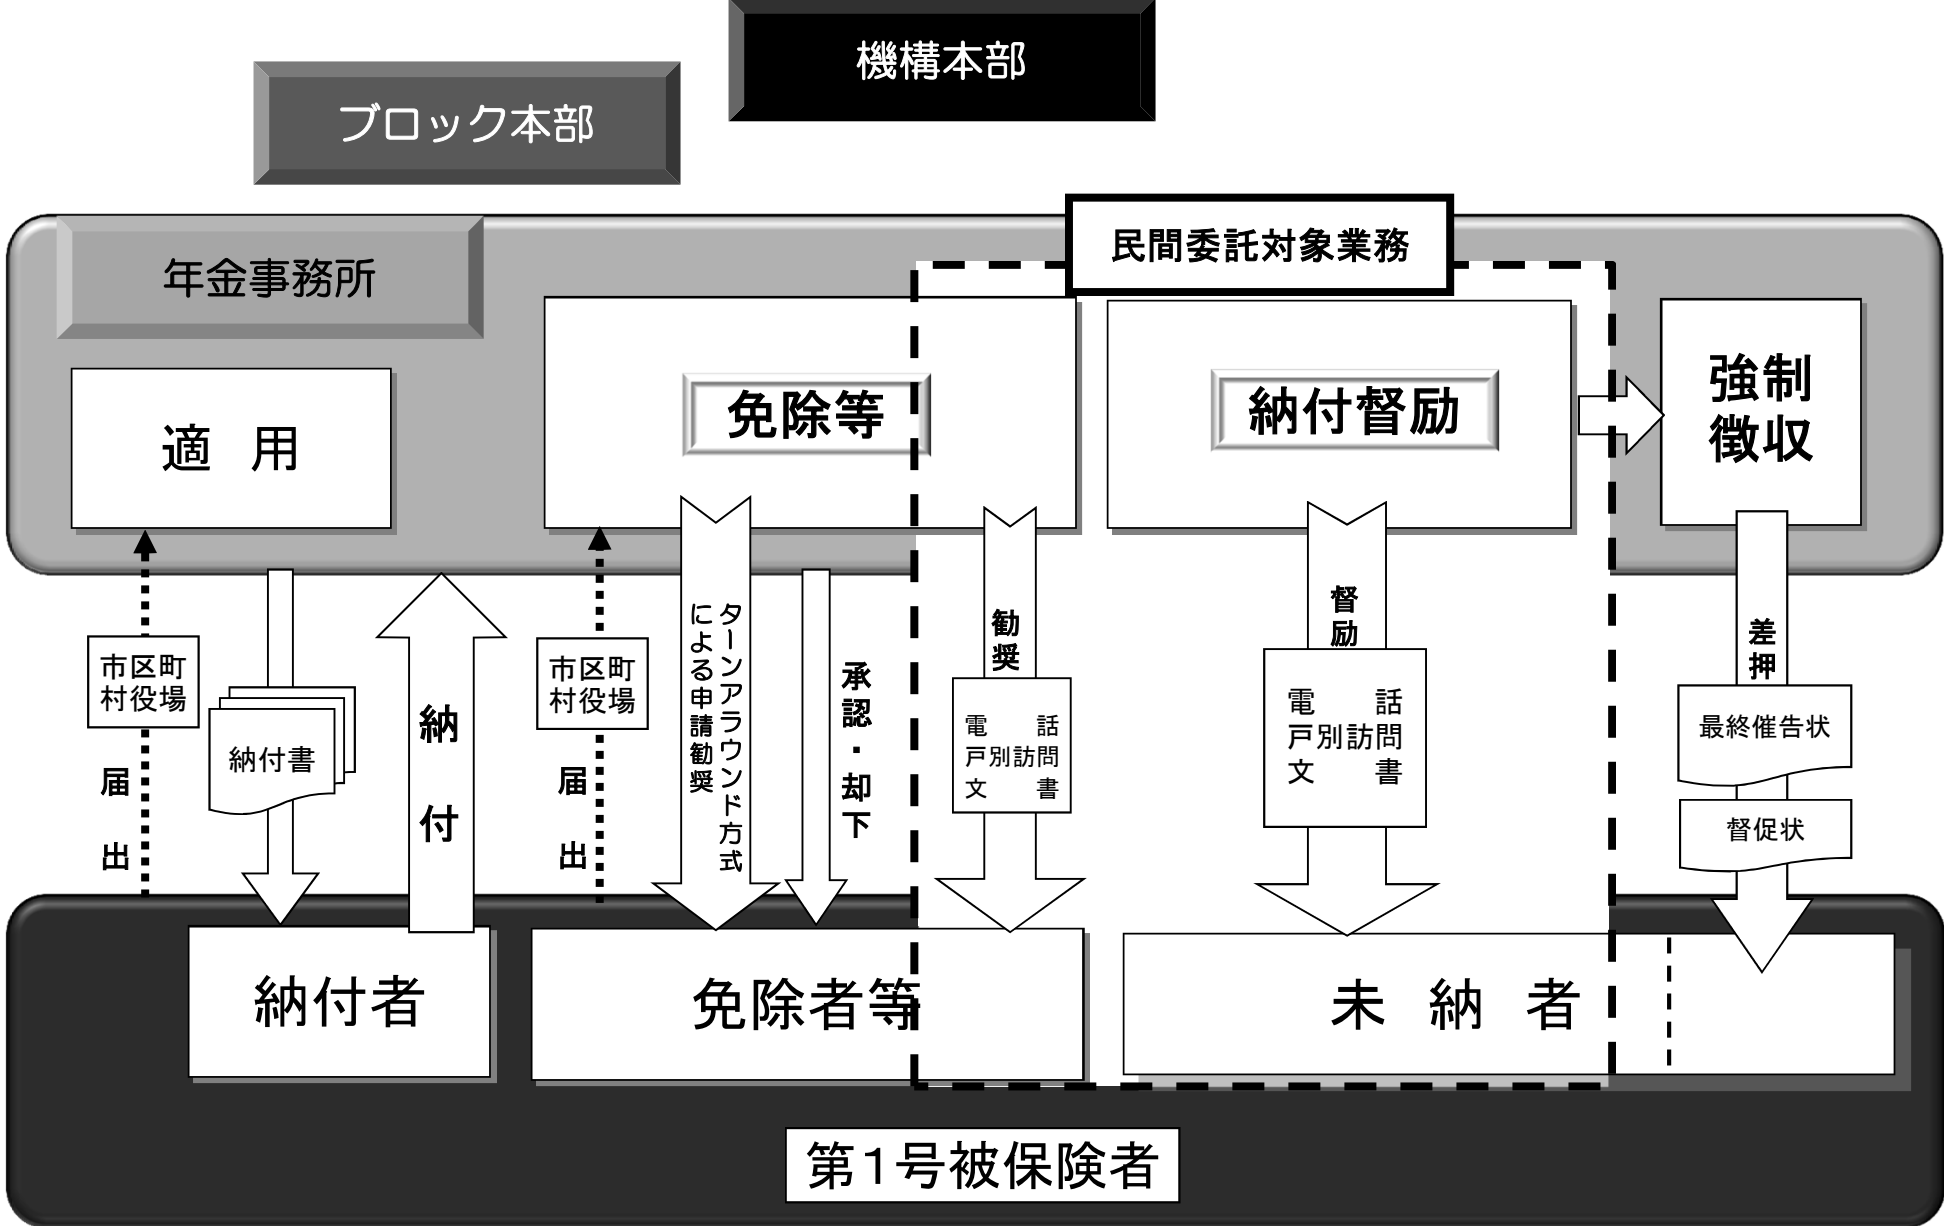 機構本部
ブロック本部
民間委託対象業務
年金事務所
適　用
免除等
納付督励
強制
徴収
市区町
村役場
届　出
納付書
納　付
市区町
村役場
届　出
ターンアラウンド方式
による申請勧奨
承認・却下
勧奨
電　話
戸別訪問
文　書
督励
電　話
戸別訪問
文　書
差押
最終催告状
督促状
納付者
免除者等
未　納　者
第１号被保険者